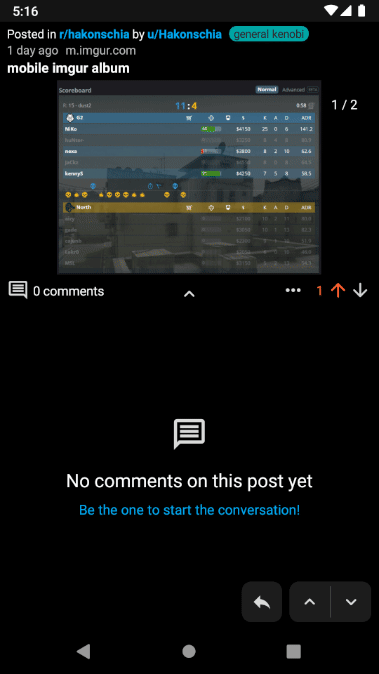 5:16
Posted in r/hakonschia by u/Hakonschia general kenobi
1 day ago m.imgur.com
mobile imgur album
Scoreboard Normal Advanced
11:4 0:58
1 / 2
G2 $ K A D ADR
NiKo $4150 25 0 6 141.2
nexa $3800 8 2 10 62.6
kennyS $4250 7 5 8 58.5
North $ K A D ADR
0 comments 1
No comments on this post yet
Be the one to start the conversation!